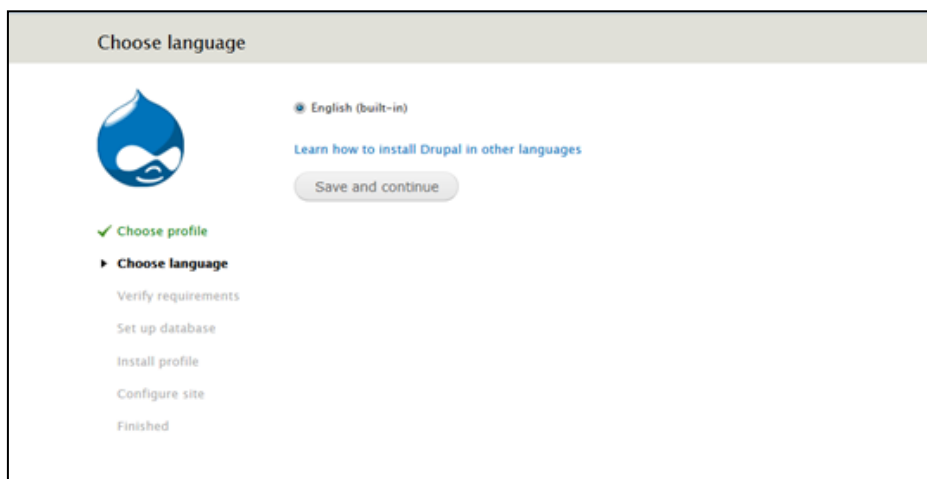 Choose language
English (built-in)
Learn how to install Drupal in other languages
Save and continue
Choose profile
Choose language
Verify requirements
Set up database
Install profile
Configure site
Finished